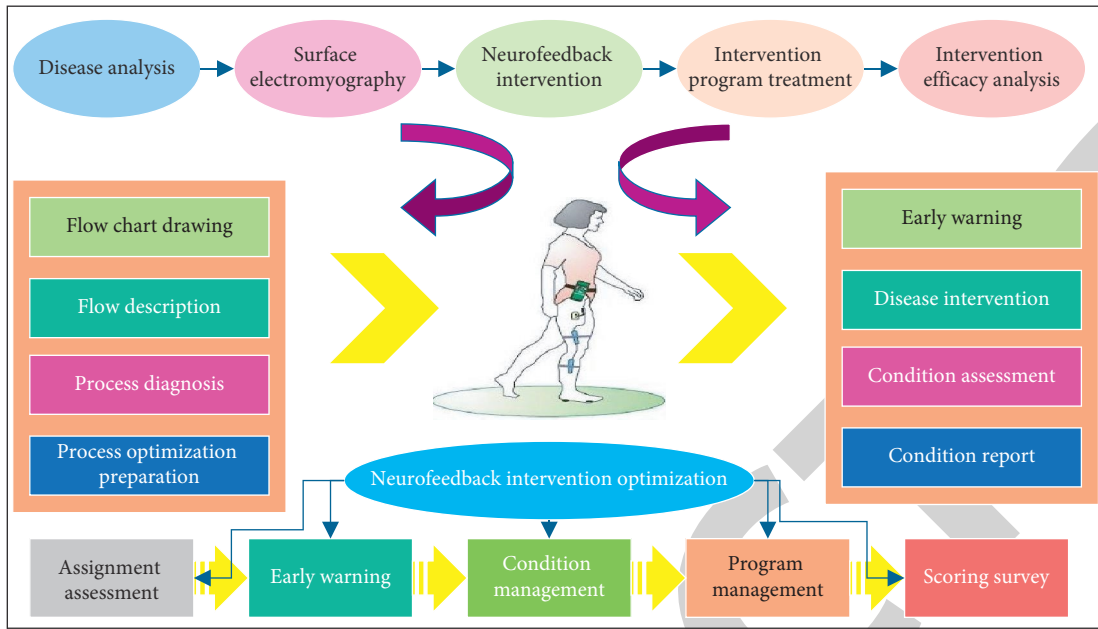 Disease analysis
Surface
electromyography
Neurofeedback
intervention
Intervention
program treatment
Intervention
efficacy analysis
Flow chart drawing
Flow description
Process diagnosis
Process optimization
preparation
Early warning
Disease intervention
Condition assessment
Condition report
Neurofeedback intervention optimization
Assignment
assessment
Early warning
Condition
management
Program
management
Scoring survey